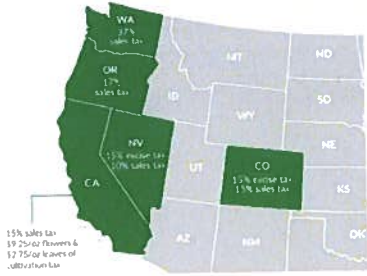 WA
37%
sales tax
OR
17%
sales tax
MT
ND
ID
SD
WY
NE
NV
15% excise tax
10% sales tax
UT
CO
15% excise tax
15% sales tax
CA
KS
AZ
NM
OK
15% sales tax
$9.25/oz flowers &
$2.75/oz leaves of
cultivation tax